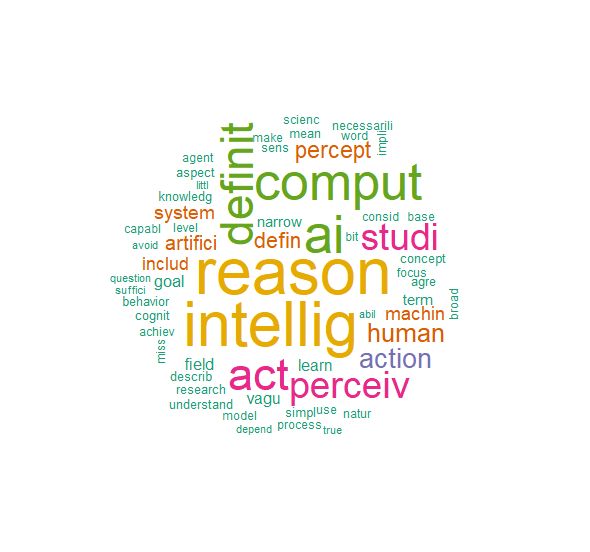 scienc
necessarili
make
mean
word
sens
impli
definit
percept
agent
aspect
comput
littl
knowledg
system
narrow
consid
base
capabl
level
ai
studi
avoid
artifici
defin
bit
includ
reason
concept
focus
question
goal
agre
suffici
behavior
term
broad
cognit
intellig
abil
machin
achiev
human
miss
action
field
learn
act
perceiv
describ
research
vagu
understand
model
simpl
use
natur
process
depend
true